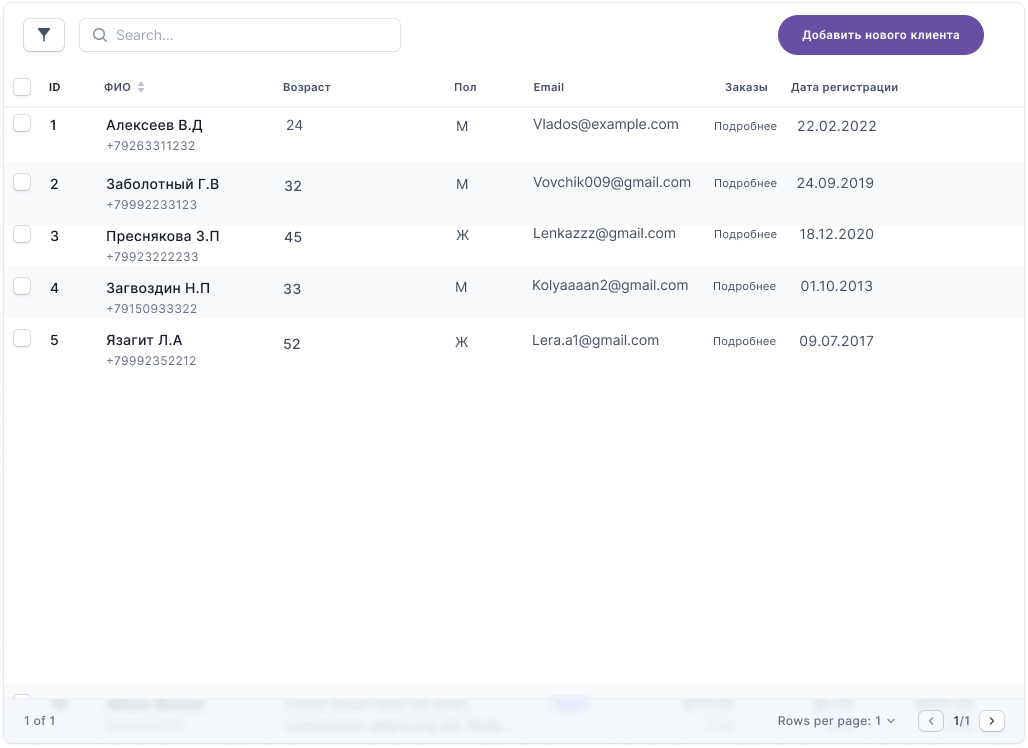 Search...
Добавить нового клиента
ID ФИО Возраст Пол Email Заказы Дата регистрации
1 Алексеев В.Д 24 М Vlados@example.com Подробнее 22.02.2022
+79263311232
2 Заболотный Г.В 32 М Vovchik009@gmail.com Подробнее 24.09.2019
+79992233123
3 Преснякова З.П 45 Ж Lenkazzz@gmail.com Подробнее 18.12.2020
+79923222233
4 Загвоздин Н.П 33 М Kolyaaaan2@gmail.com Подробнее 01.10.2013
+79150933322
5 Язагит Л.А 52 Ж Lera.a1@gmail.com Подробнее 09.07.2017
+79992352212
1 of 1 Rows per page: 1 1/1